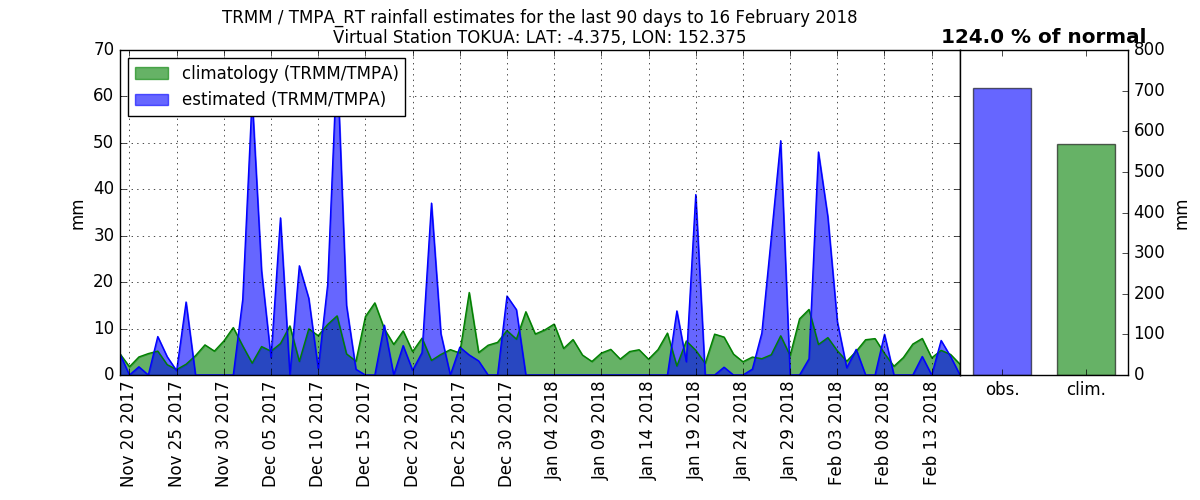 TRMM / TMPA_RT rainfall estimates for the last 90 days to 16 February 2018
Virtual Station TOKUA: LAT: -4.375, LON: 152.375
124.0 % of normal
climatology (TRMM/TMPA)
estimated (TRMM/TMPA)
70
60
50
40
30
20
10
0
mm
Nov 20 2017
Nov 25 2017
Nov 30 2017
Dec 05 2017
Dec 10 2017
Dec 15 2017
Dec 20 2017
Dec 25 2017
Dec 30 2017
Jan 04 2018
Jan 09 2018
Jan 14 2018
Jan 19 2018
Jan 24 2018
Jan 29 2018
Feb 03 2018
Feb 08 2018
Feb 13 2018
obs.
clim.
800
700
600
500
400
300
200
100
0
mm